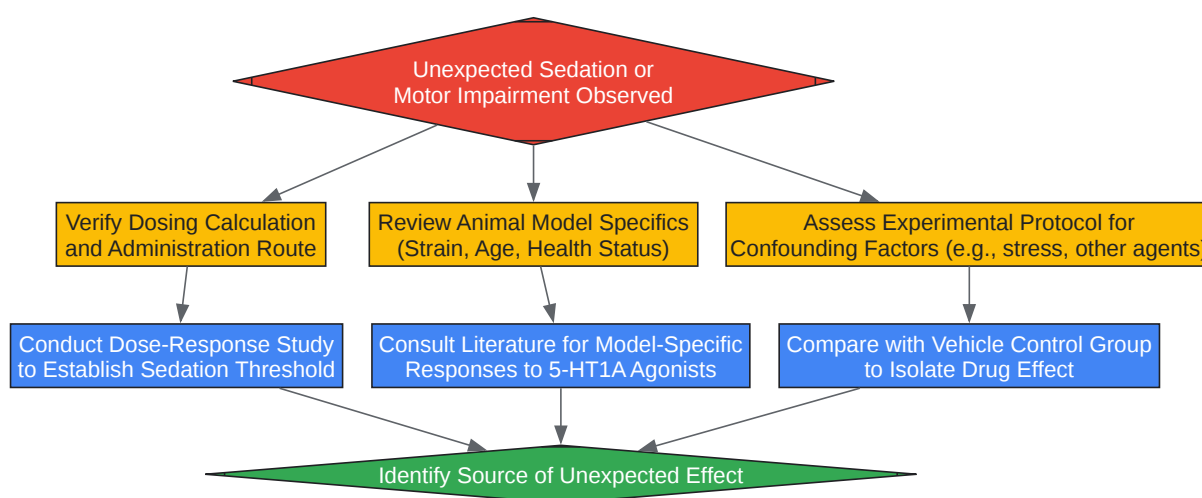 Unexpected Sedation or
Motor Impairment Observed
Verify Dosing Calculation
and Administration Route
Review Animal Model Specifics
(Strain, Age, Health Status)
Assess Experimental Protocol for
Confounding Factors (e.g., stress, other agents)
Conduct Dose-Response Study
to Establish Sedation Threshold
Consult Literature for Model-Specific
Responses to 5-HT1A Agonists
Compare with Vehicle Control Group
to Isolate Drug Effect
Identify Source of Unexpected Effect